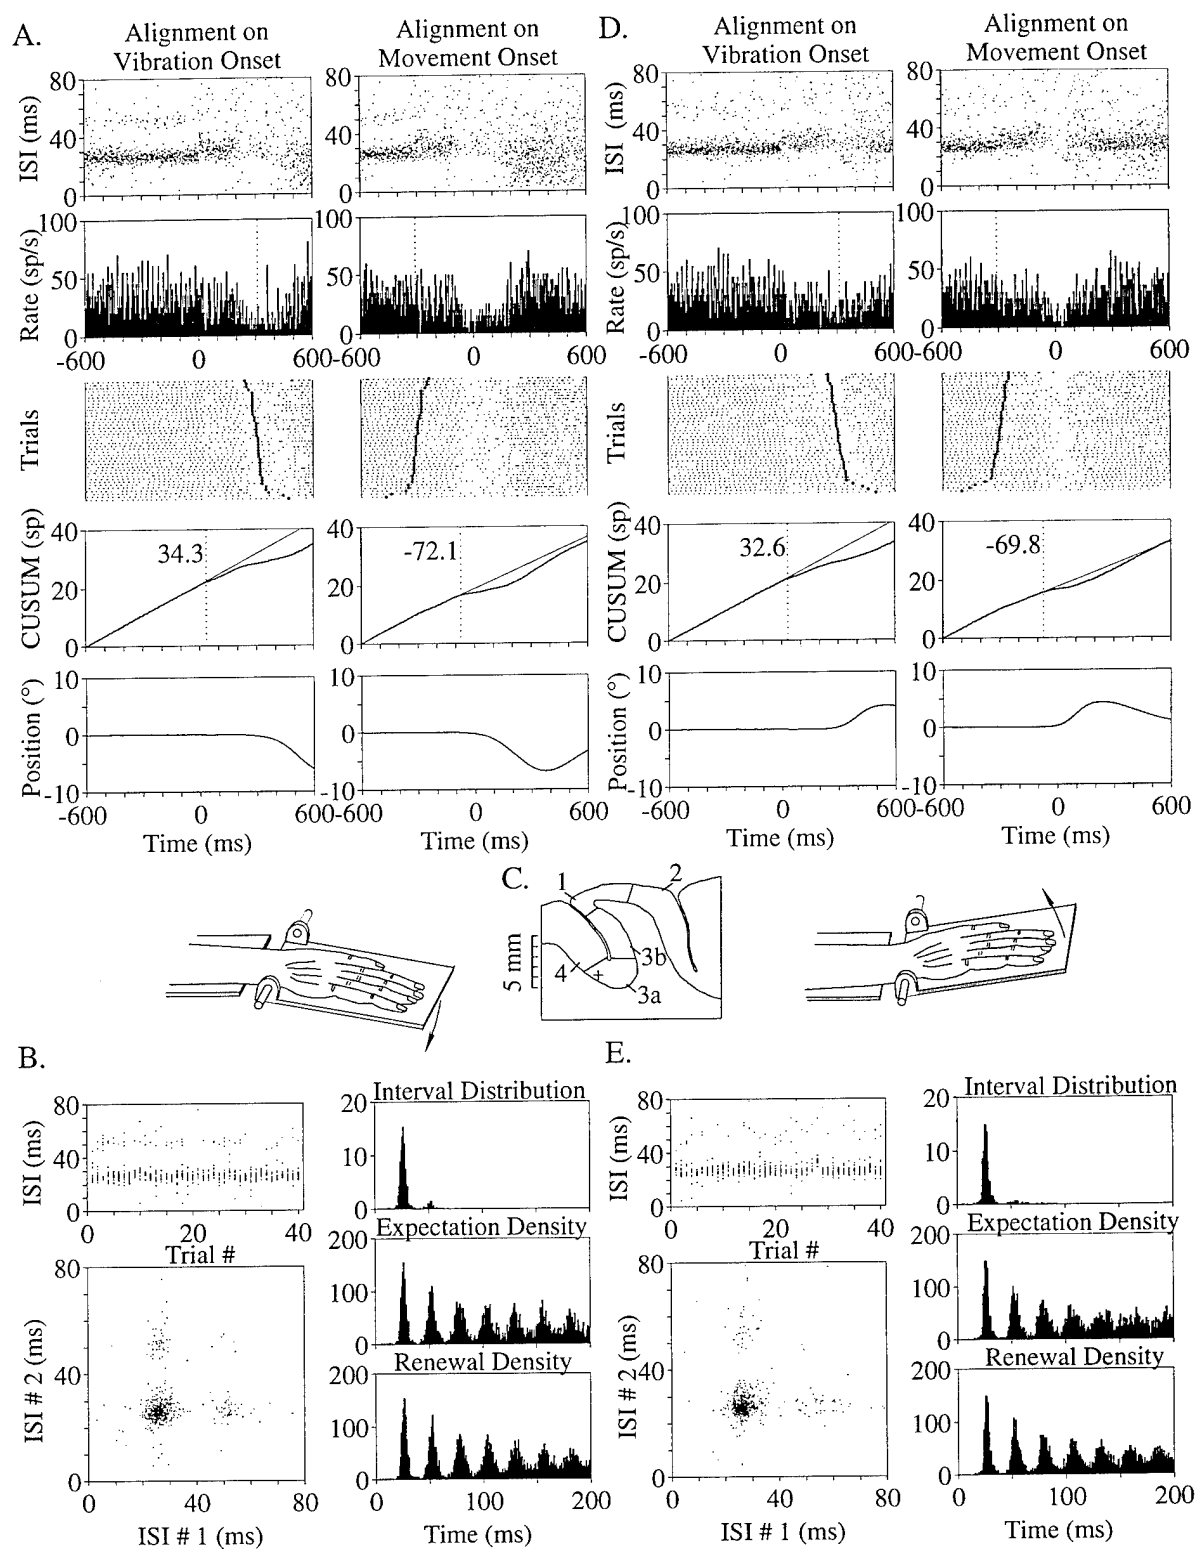 A.
Alignment on
Vibration Onset
Alignment on
Movement Onset
D.
Alignment on
Vibration Onset
Alignment on
Movement Onset
ISI (ms)
80
40
0
80
40
0
ISI (ms)
80
40
0
80
40
0
Rate (sp/s)
100
50
0
100
50
0
Rate (sp/s)
100
50
0
100
50
0
-600 0 600 -600 0 600 -600 0 600 -600 0 600
Trials
Trials
CUSUM (sp)
40
20
0
34.3
40
20
0
-72.1
CUSUM (sp)
40
20
0
32.6
40
20
0
-69.8
Position (°)
10
0
-10
10
0
-10
Position (°)
10
0
-10
10
0
-10
-600 0 600 -600 0 600 -600 0 600 -600 0 600
Time (ms)
Time (ms)
Time (ms)
Time (ms)
C.
1
2
3b
4
+
3a
5 mm
B.
ISI (ms)
80
40
0
0 20 40
Trial #
Interval Distribution
20
10
0
Expectation Density
200
100
0
ISI # 2 (ms)
80
40
0
0 40 80
ISI # 1 (ms)
Renewal Density
200
100
0
0 100 200
Time (ms)
E.
ISI (ms)
80
40
0
0 20 40
Trial #
Interval Distribution
20
10
0
Expectation Density
200
100
0
ISI # 2 (ms)
80
40
0
0 40 80
ISI # 1 (ms)
Renewal Density
200
100
0
0 100 200
Time (ms)